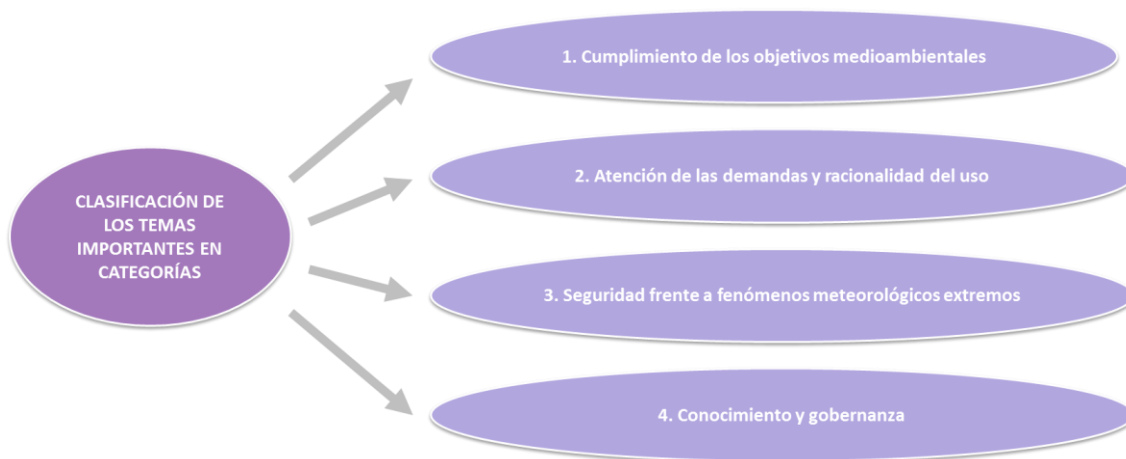 CLASIFICACIÓN DE
LOS TEMAS
IMPORTANTES EN
CATEGORÍAS
1. Cumplimiento de los objetivos medioambientales
2. Atención de las demandas y racionalidad del uso
3. Seguridad frente a fenómenos meteorológicos extremos
4. Conocimiento y gobernanza